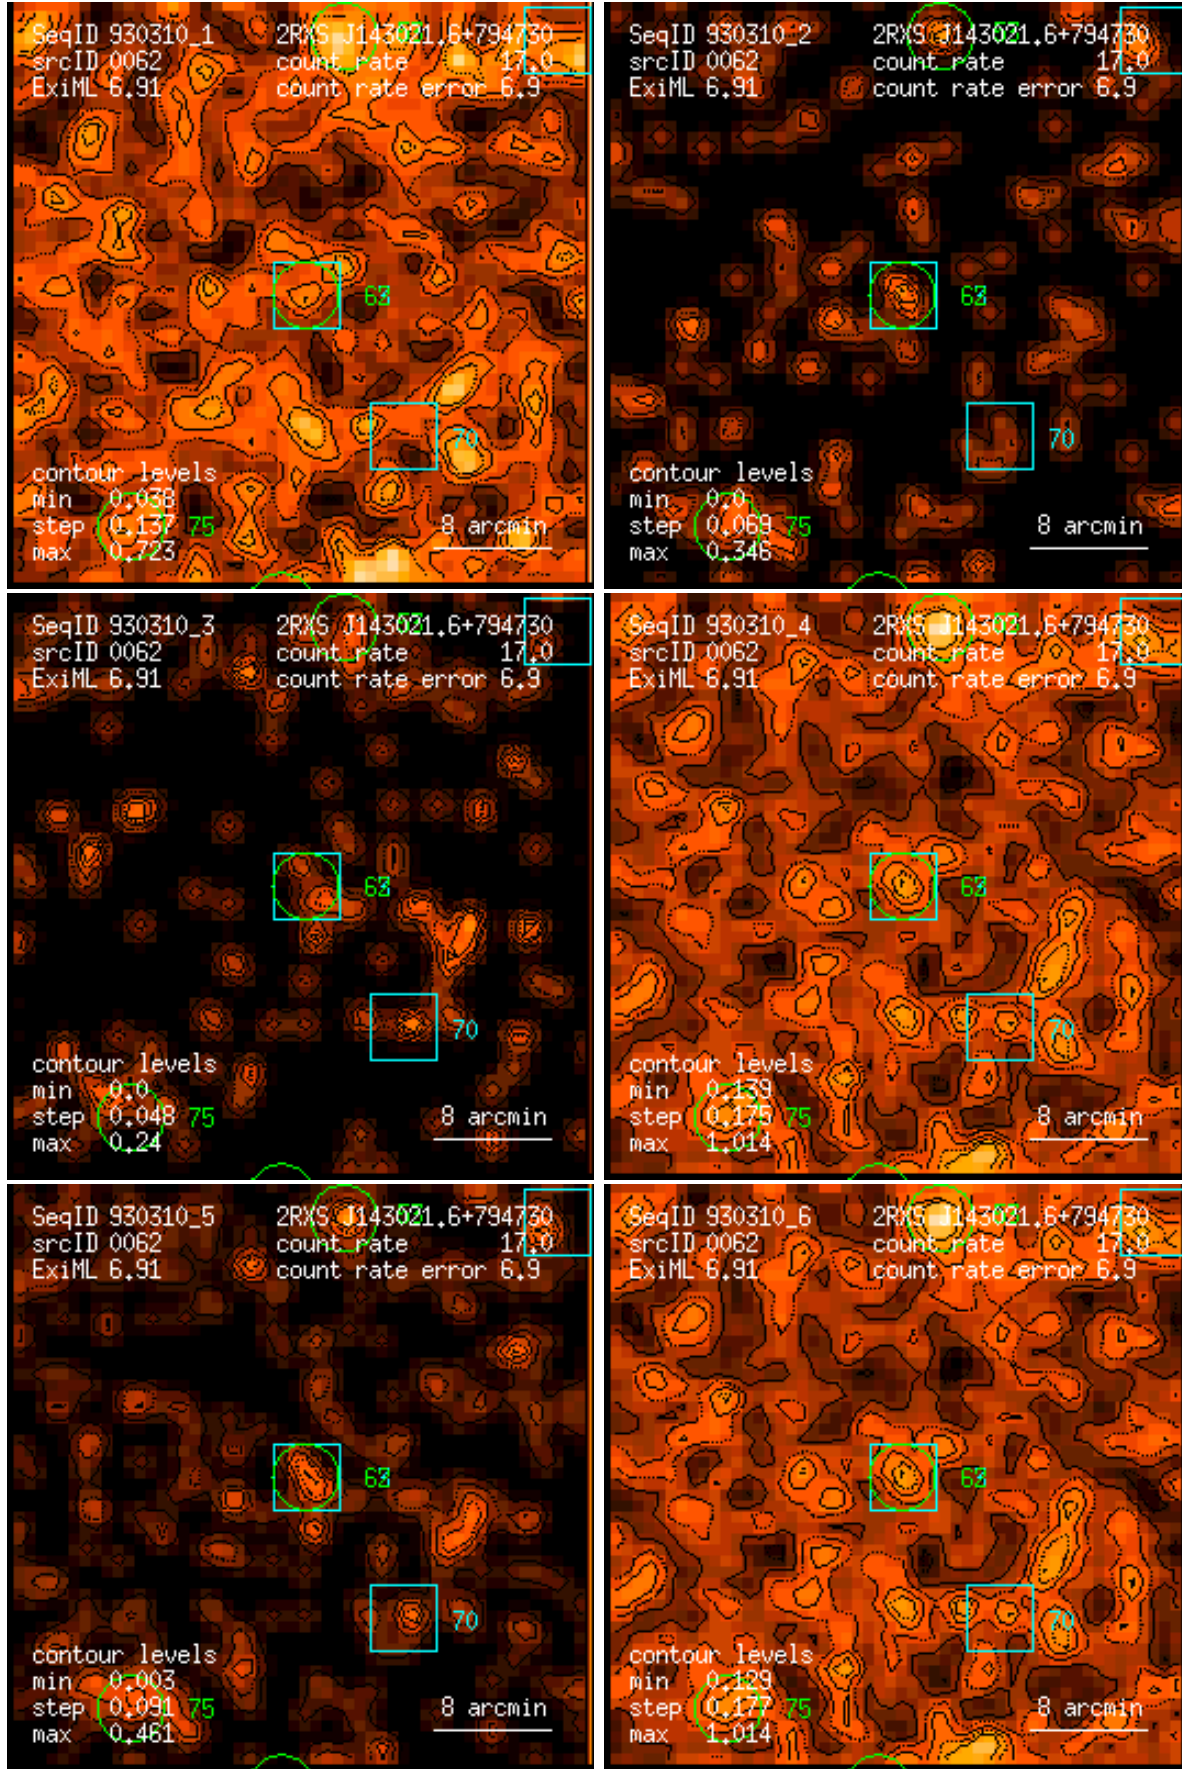 SeqID 930310_1 2RXS J143021.6+794730
srcID 0062 count rate 17.0
ExiML 6.91 count rate error 6.9
70
contour levels
min 0.038
step 0.137 75 8 arcmin
max 0.723
SeqID 930310_2 2RXS J143021.6+794730
srcID 0062 count rate 17.0
ExiML 6.91 count rate error 6.9
70
contour levels
min 0.0
step 0.069 75 8 arcmin
max 0.346
SeqID 930310_3 2RXS J143021.6+794730
srcID 0062 count rate 17.0
ExiML 6.91 count rate error 6.9
70
contour levels
min 0.0
step 0.048 75 8 arcmin
max 0.24
SeqID 930310_4 2RXS J143021.6+794730
srcID 0062 count rate 17.0
ExiML 6.91 count rate error 6.9
70
contour levels
min 0.139
step 0.175 75 8 arcmin
max 1.014
SeqID 930310_5 2RXS J143021.6+794730
srcID 0062 count rate 17.0
ExiML 6.91 count rate error 6.9
70
contour levels
min 0.003
step 0.091 75 8 arcmin
max 0.461
SeqID 930310_6 2RXS J143021.6+794730
srcID 0062 count rate 17.0
ExiML 6.91 count rate error 6.9
70
contour levels
min 0.129
step 0.177 75 8 arcmin
max 1.014